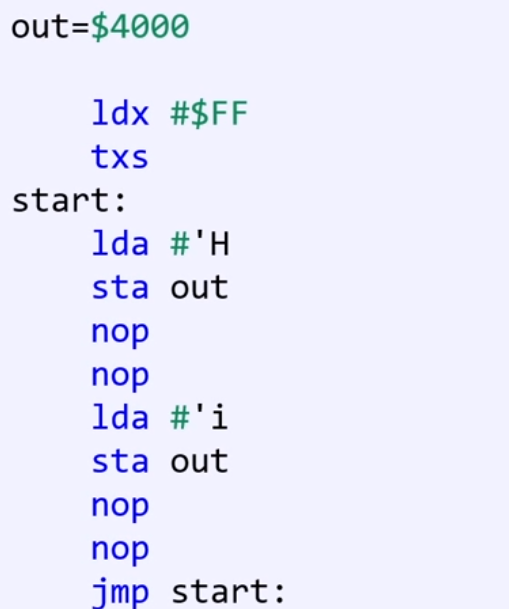 out=$4000
ldx #$FF
txs
start:
lda #'H
sta out
nop
nop
lda #'i
sta out
nop
nop
jmp start: